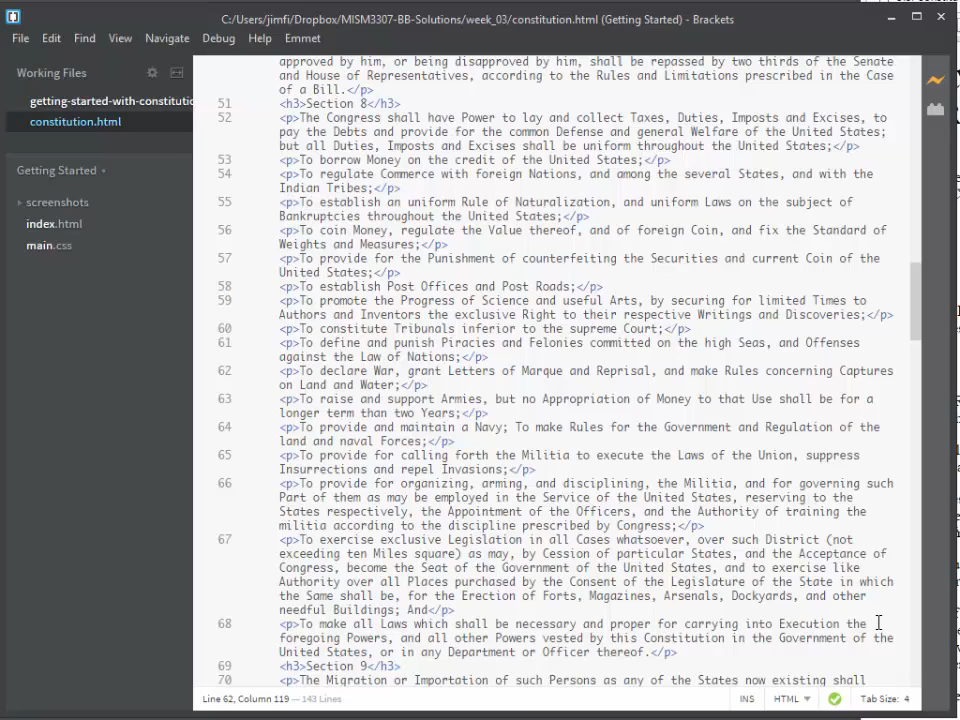 C:/Users/jimfi/Dropbox/MISM3307-BB-Solutions/week_03/constitution.html (Getting Started) - Brackets
File Edit Find View Navigate Debug Help Emmet
Working Files
getting-started-with-constitutio
constitution.html
Getting Started
screenshots
index.html
main.css
approved by him, or being disapproved by him, shall be repassed by two thirds of the Senate
and House of Representatives, according to the Rules and Limitations prescribed in the Case
of a Bill.</p>
51 <h3>Section 8</h3>
52 <p>The Congress shall have Power to lay and collect Taxes, Duties, Imposts and Excises, to
pay the Debts and provide for the common Defense and general Welfare of the United States;
but all Duties, Imposts and Excises shall be uniform throughout the United States;</p>
53 <p>To borrow Money on the credit of the United States;</p>
54 <p>To regulate Commerce with foreign Nations, and among the several States, and with the
Indian Tribes;</p>
55 <p>To establish an uniform Rule of Naturalization, and uniform Laws on the subject of
Bankruptcies throughout the United States;</p>
56 <p>To coin Money, regulate the Value thereof, and of foreign Coin, and fix the Standard of
Weights and Measures;</p>
57 <p>To provide for the Punishment of counterfeiting the Securities and current Coin of the
United States;</p>
58 <p>To establish Post Offices and Post Roads;</p>
59 <p>To promote the Progress of Science and useful Arts, by securing for limited Times to
Authors and Inventors the exclusive Right to their respective Writings and Discoveries;</p>
60 <p>To constitute Tribunals inferior to the supreme Court;</p>
61 <p>To define and punish Piracies and Felonies committed on the high Seas, and Offenses
against the Law of Nations;</p>
62 <p>To declare War, grant Letters of Marque and Reprisal, and make Rules concerning Captures
on Land and Water;</p>
63 <p>To raise and support Armies, but no Appropriation of Money to that Use shall be for a
longer term than two Years;</p>
64 <p>To provide and maintain a Navy; To make Rules for the Government and Regulation of the
land and naval Forces;</p>
65 <p>To provide for calling forth the Militia to execute the Laws of the Union, suppress
Insurrections and repel Invasions;</p>
66 <p>To provide for organizing, arming, and disciplining, the Militia, and for governing such
Part of them as may be employed in the Service of the United States, reserving to the
States respectively, the Appointment of the Officers, and the Authority of training the
militia according to the discipline prescribed by Congress;</p>
67 <p>To exercise exclusive Legislation in all Cases whatsoever, over such District (not
exceeding ten Miles square) as may, by Cession of particular States, and the Acceptance of
Congress, become the Seat of the Government of the United States, and to exercise like
Authority over all Places purchased by the Consent of the Legislature of the State in which
the Same shall be, for the Erection of Forts, Magazines, Arsenals, Dockyards, and other
needful Buildings; And</p>
68 <p>To make all Laws which shall be necessary and proper for carrying into Execution the
foregoing Powers, and all other Powers vested by this Constitution in the Government of the
United States, or in any Department or Officer thereof.</p>
69 <h3>Section 9</h3>
70 <p>The Migration or Importation of such Persons as any of the States now existing shall
Line 62, Column 119 — 143 Lines INS HTML Tab Size: 4